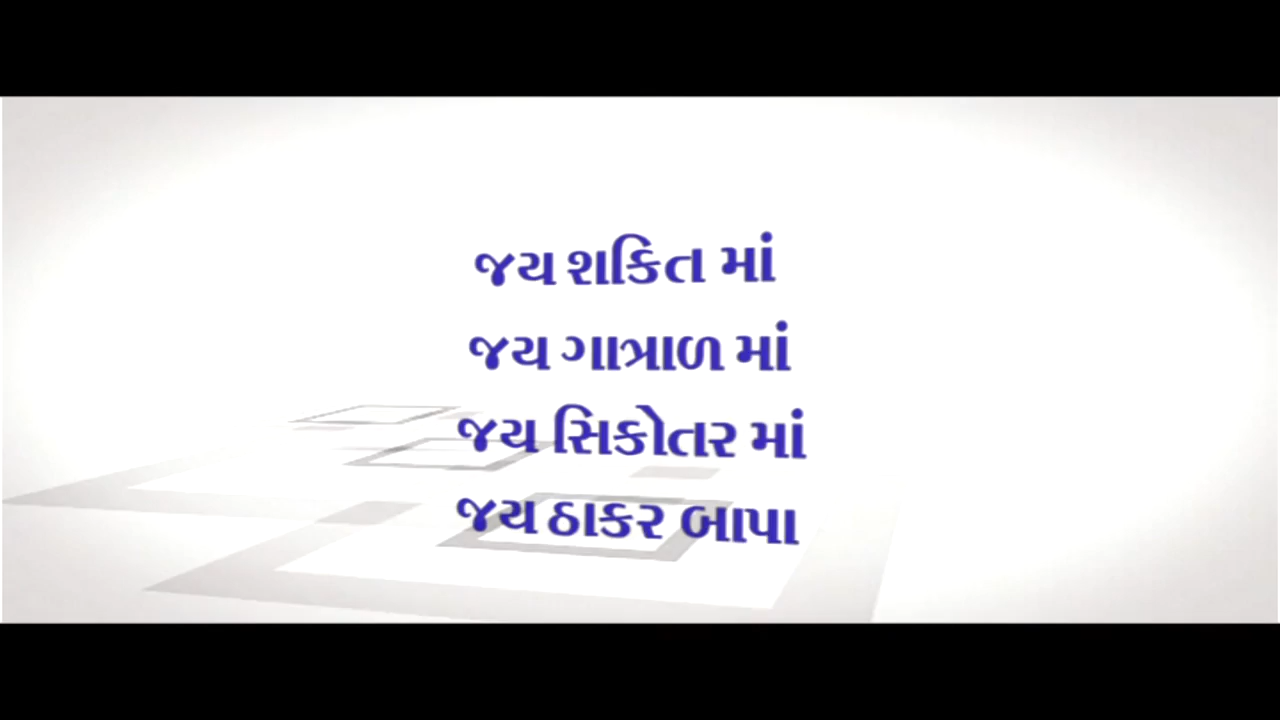 જય શકિત માં
જય ગાત્રાળ માં
જય સિકોતર માં
જય ઠાકર બાપા